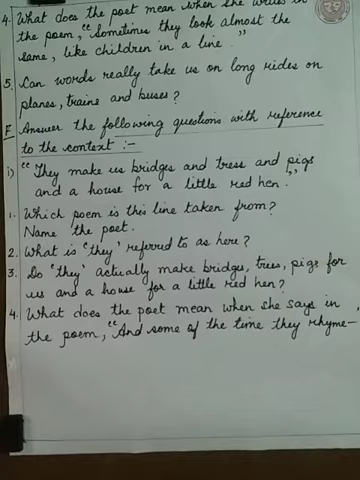 4. What does the poet mean when she writes in
the poem, "Sometimes they look almost the
same, like children in a line."
5. Can words really take us on long rides on
planes, trains and buses?
F. Answer the following questions with reference
to the context :-
i) "They make us bridges and tress and pigs
and a house for a little red hen."
1. Which poem is this line taken from?
Name the poet.
2. What is 'they' referred to as here?
3. Do 'they' actually make bridges, trees, pigs for
us and a house for a little red hen?
4. What does the poet mean when she says in
the poem, "And some of the time they rhyme—